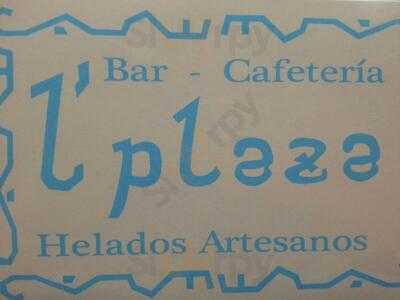 Bar - Cafetería
l'plaza
Helados Artesanos